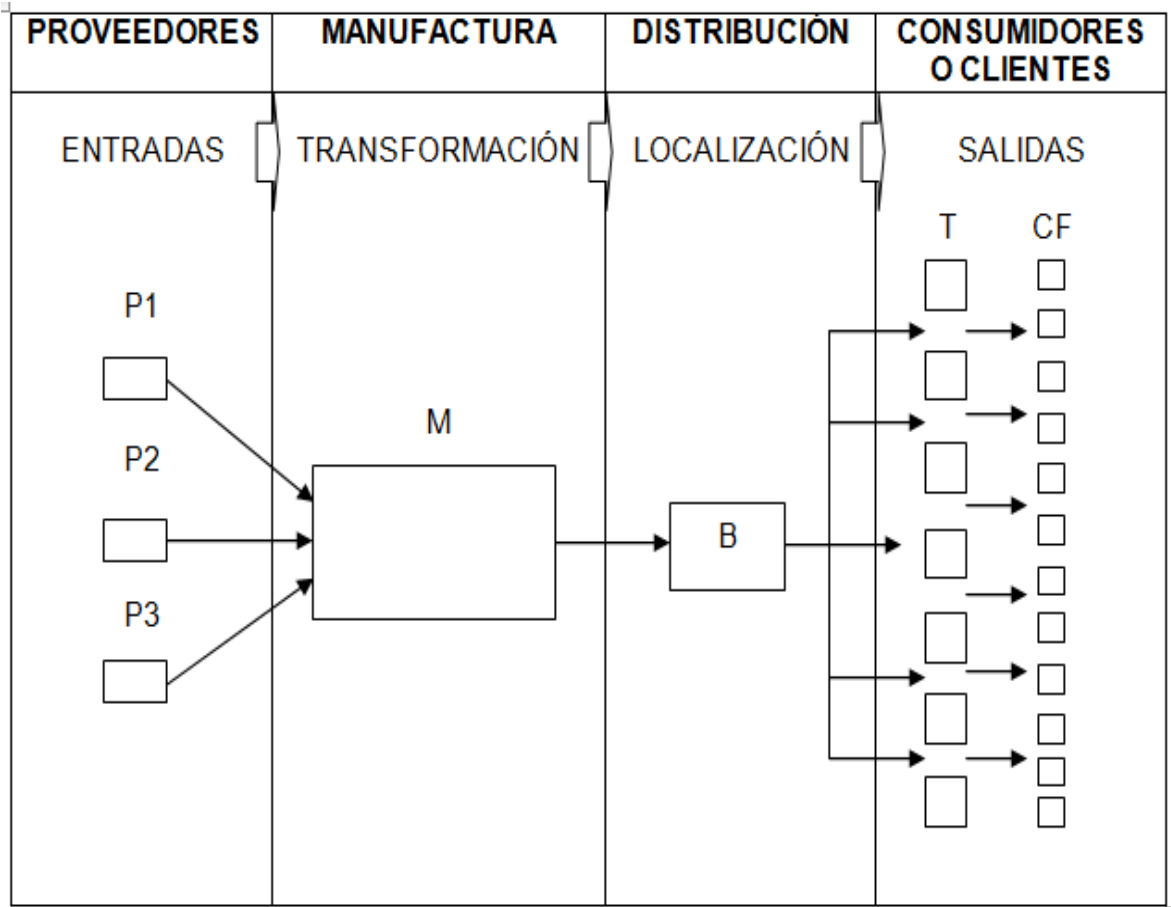 PROVEEDORES
MANUFACTURA
DISTRIBUCIÓN
CONSUMIDORES
O CLIENTES
ENTRADAS
TRANSFORMACIÓN
LOCALIZACIÓN
SALIDAS
T
CF
P1
M
P2
B
P3